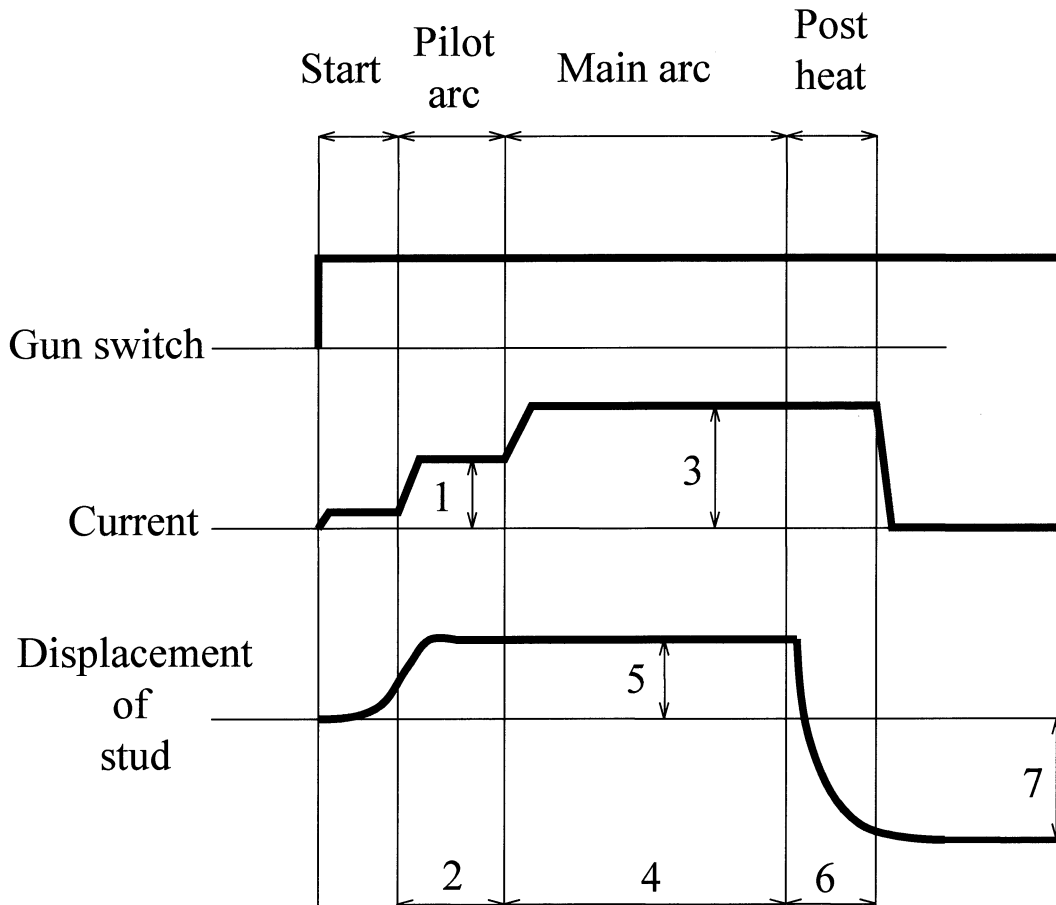 Start
Pilot
arc
Main arc
Post
heat
Gun switch
1
3
Current
Displacement
of
stud
5
7
2
4
6